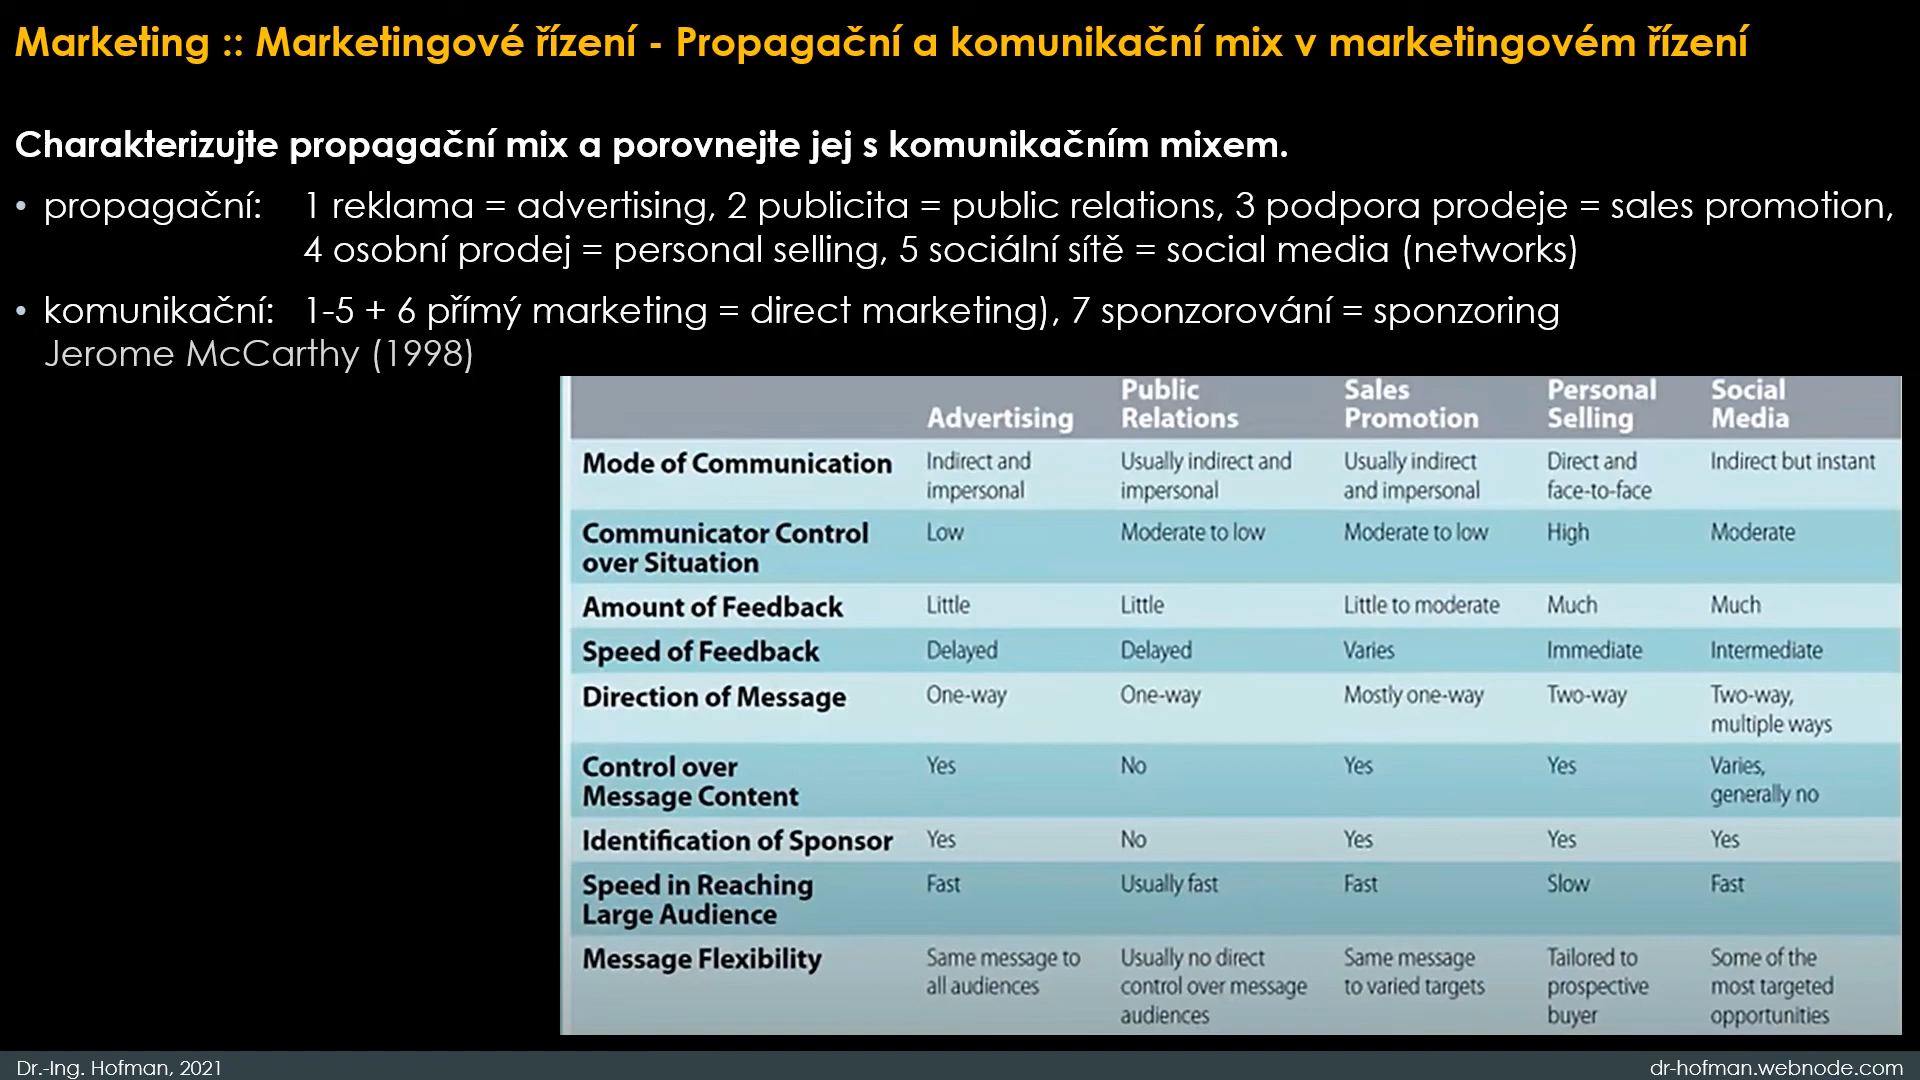 Marketing :: Marketingové řízení - Propagační a komunikační mix v marketingovém řízení
Charakterizujte propagační mix a porovnejte jej s komunikačním mixem.
• propagační: 1 reklama = advertising, 2 publicita = public relations, 3 podpora prodeje = sales promotion,
4 osobní prodej = personal selling, 5 sociální sítě = social media (networks)
• komunikační: 1-5 + 6 přímý marketing = direct marketing), 7 sponzorování = sponzoring
Jerome McCarthy (1998)
Advertising Public Relations Sales Promotion Personal Selling Social Media
Mode of Communication Indirect and impersonal Usually indirect and impersonal Usually indirect and impersonal Direct and face-to-face Indirect but instant
Communicator Control over Situation Low Moderate to low Moderate to low High Moderate
Amount of Feedback Little Little Little to moderate Much Much
Speed of Feedback Delayed Delayed Varies Immediate Intermediate
Direction of Message One-way One-way Mostly one-way Two-way Two-way, multiple ways
Control over Message Content Yes No Yes Yes Varies, generally no
Identification of Sponsor Yes No Yes Yes Yes
Speed in Reaching Large Audience Fast Usually fast Fast Slow Fast
Message Flexibility Same message to all audiences Usually no direct control over message audiences Same message to varied targets Tailored to prospective buyer Some of the most targeted opportunities
Dr.-Ing. Hofman, 2021
dr-hofman.webnode.com